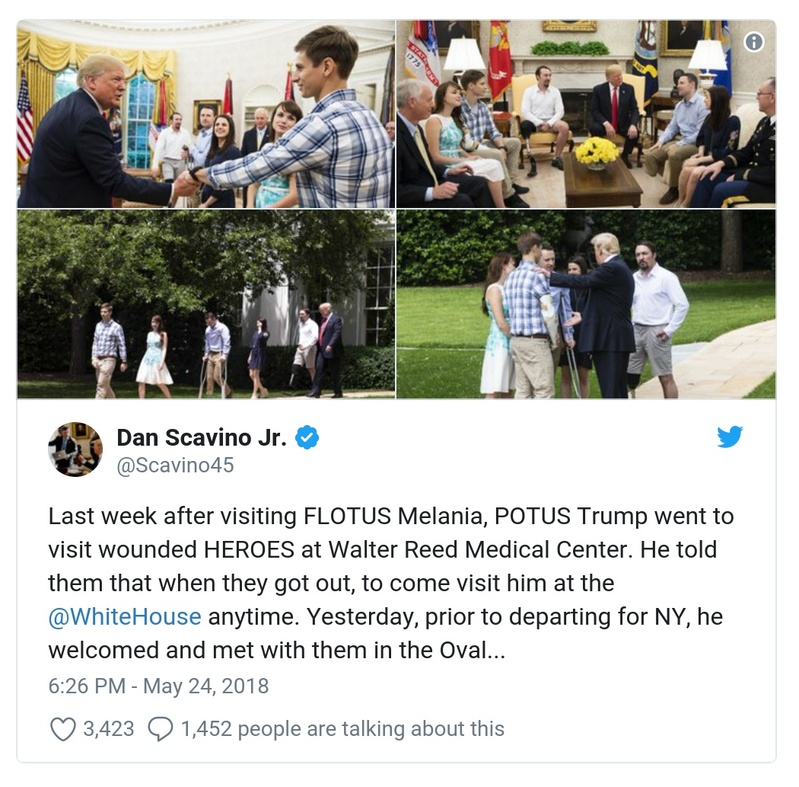 Dan Scavino Jr.
@Scavino45
Last week after visiting FLOTUS Melania, POTUS Trump went to
visit wounded HEROES at Walter Reed Medical Center. He told
them that when they got out, to come visit him at the
@WhiteHouse anytime. Yesterday, prior to departing for NY, he
welcomed and met with them in the Oval...
6:26 PM - May 24, 2018
3,423 1,452 people are talking about this